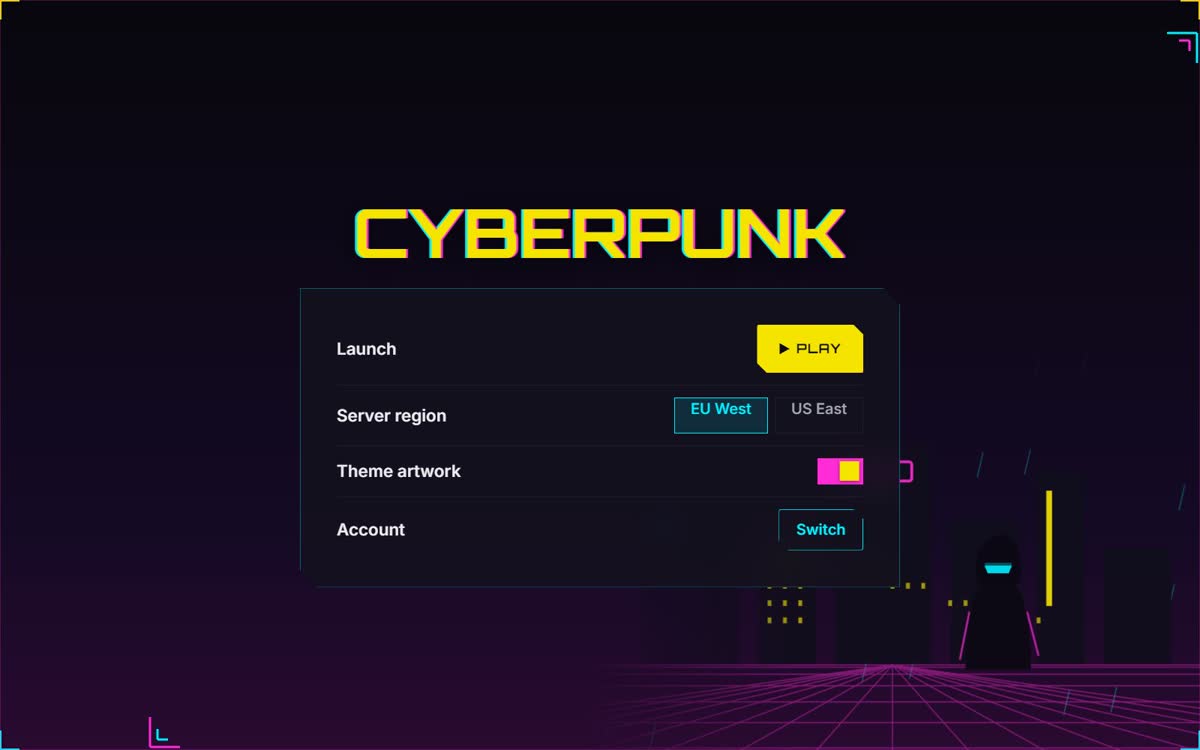 CYBERPUNK
Launch
▶ PLAY
Server region
EU West
US East
Theme artwork
Account
Switch